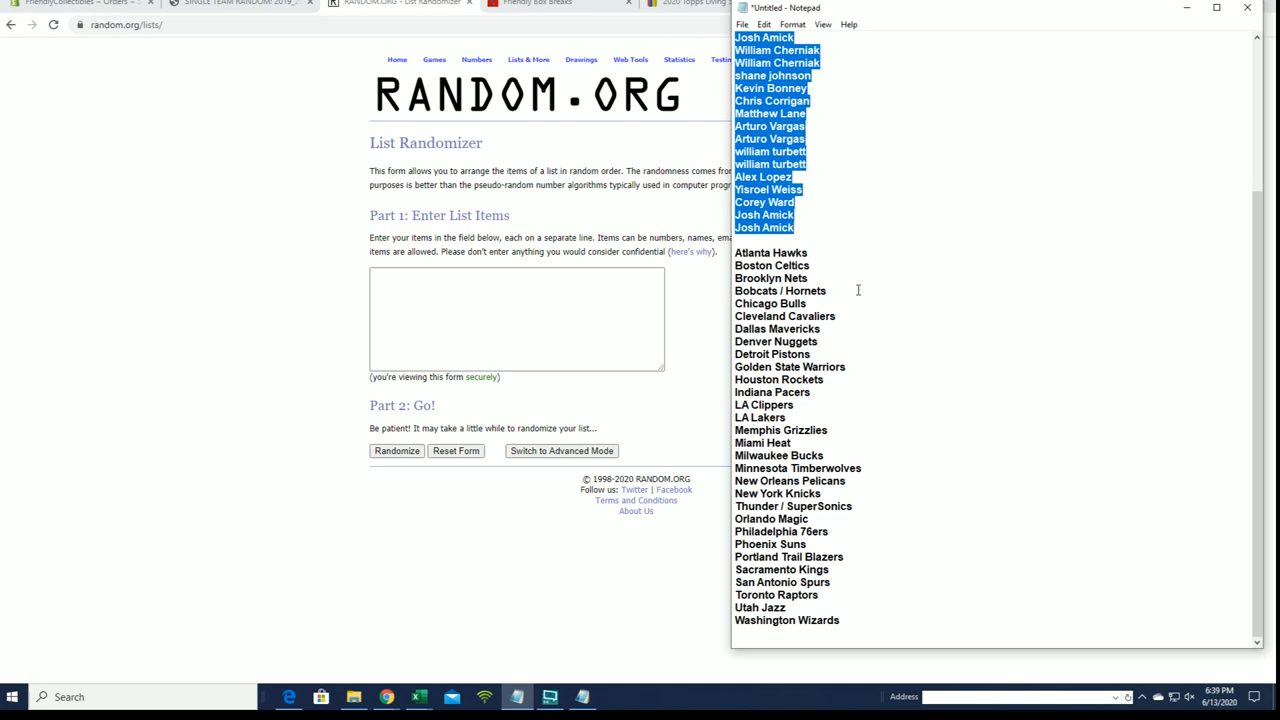 FriendlyCollectibles – Orders –
SINGLE TEAM RANDOM: 2019_
RANDOM.ORG - List Randomizer
Friendly Box Breaks
2020 Topps Living S
random.org/lists/
Home
Games
Numbers
Lists & More
Drawings
Web Tools
Statistics
RANDOM.ORG
List Randomizer
This form allows you to arrange the items of a list in random order. The randomness comes
purposes is better than the pseudo-random number algorithms typically used in computer
Part 1: Enter List Items
Enter your items in the field below, each on a separate line. Items can be numbers, names,
items are allowed. Please don't enter anything you would consider confidential (here's why).
(you're viewing this form securely)
Part 2: Go!
Be patient! It may take a little while to randomize your list...
Randomize
Reset Form
Switch to Advanced Mode
© 1998-2020 RANDOM.ORG
Follow us: Twitter | Facebook
Terms and Conditions
About Us
*Untitled - Notepad
File Edit Format View Help
Josh Amick
William Cherniak
William Cherniak
shane johnson
Kevin Bonney
Chris Corrigan
Matthew Lane
Arturo Vargas
Arturo Vargas
william turbett
william turbett
Alex Lopez
Yisroel Weiss
Corey Ward
Josh Amick
Josh Amick
Atlanta Hawks
Boston Celtics
Brooklyn Nets
Bobcats / Hornets
Chicago Bulls
Cleveland Cavaliers
Dallas Mavericks
Denver Nuggets
Detroit Pistons
Golden State Warriors
Houston Rockets
Indiana Pacers
LA Clippers
LA Lakers
Memphis Grizzlies
Miami Heat
Milwaukee Bucks
Minnesota Timberwolves
New Orleans Pelicans
New York Knicks
Thunder / SuperSonics
Orlando Magic
Philadelphia 76ers
Phoenix Suns
Portland Trail Blazers
Sacramento Kings
San Antonio Spurs
Toronto Raptors
Utah Jazz
Washington Wizards
Search
Address
6:39 PM
6/13/2020